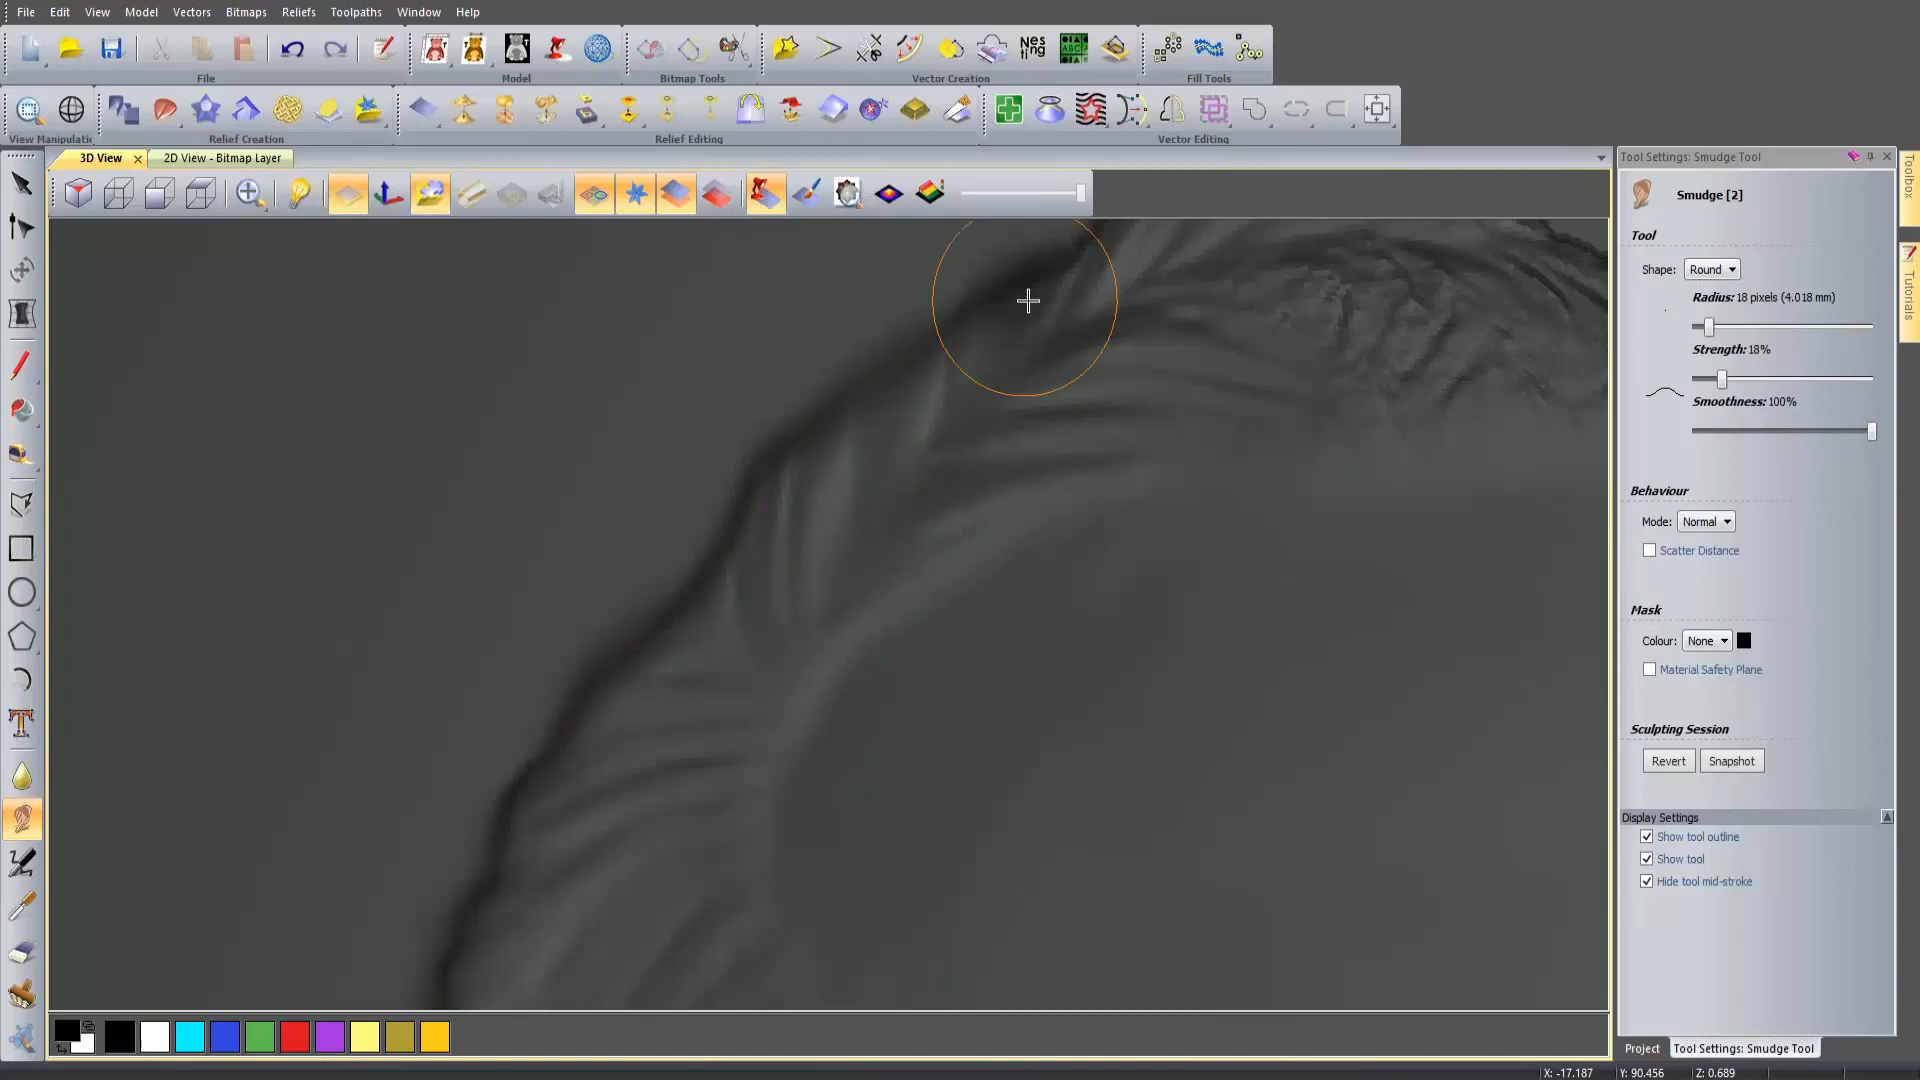 File Edit View Model Vectors Bitmaps Reliefs Toolpaths Window Help
Nes
ting
ABC
File Model Bitmap Tools Vector Creation Fill Tools
View Manipulatic Relief Creation Relief Editing Vector Editing
3D View 2D View - Bitmap Layer
Tool Settings: Smudge Tool
Toolbox
Tutorials
Smudge [2]
Tool
Shape: Round
Radius: 18 pixels (4.018 mm)
Strength: 18%
Smoothness: 100%
Behaviour
Mode: Normal
Scatter Distance
Mask
Colour: None
Material Safety Plane
Sculpting Session
Revert Snapshot
Display Settings
Show tool outline
Show tool
Hide tool mid-stroke
T
Project Tool Settings: Smudge Tool
X: -17.187 Y: 90.456 Z: 0.689